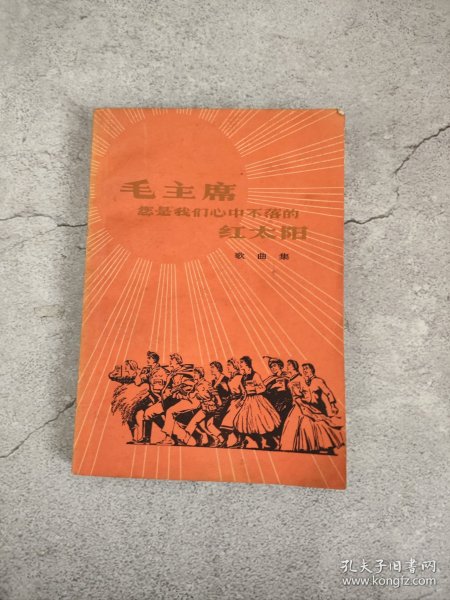 毛主席
您是我们心中不落的
红太阳
歌曲集
孔夫子旧书网
www.kongfz.com